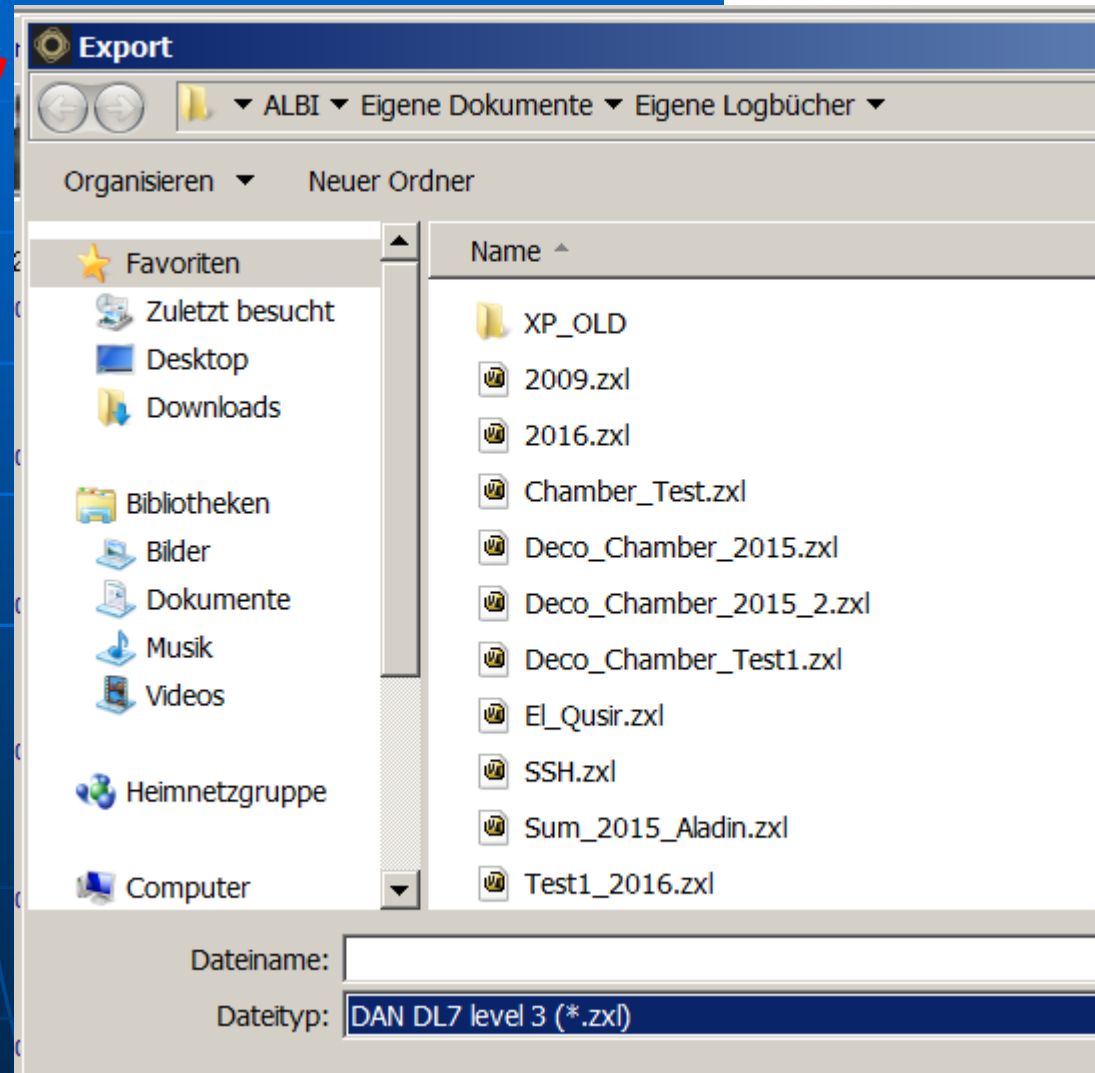 Export
ALBI Eigene Dokumente Eigene Logbücher
Organisieren Neuer Ordner
Name
Favoriten
Zuletzt besucht
Desktop
Downloads
Bibliotheken
Bilder
Dokumente
Musik
Videos
Heimnetzgruppe
Computer
XP_OLD
2009.zxl
2016.zxl
Chamber_Test.zxl
Deco_Chamber_2015.zxl
Deco_Chamber_2015_2.zxl
Deco_Chamber_Test1.zxl
El_Qusir.zxl
SSH.zxl
Sum_2015_Aladin.zxl
Test1_2016.zxl
Dateiname:
Dateityp: DAN DL7 level 3 (*.zxl)